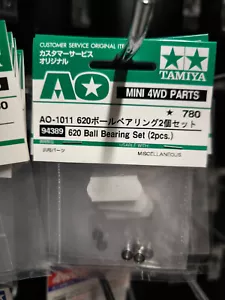 CUSTOMER SERVICE ORIGINAL ITEM
カスタマーサービス
オリジナル
TAMIYA
AO
MINI 4WD PARTS
★ 780
AO-1011 620ボールベアリング2個セット
94389 620 Ball Bearing Set (2pcs.)
USABLE WITH
MISCELLANEOUS